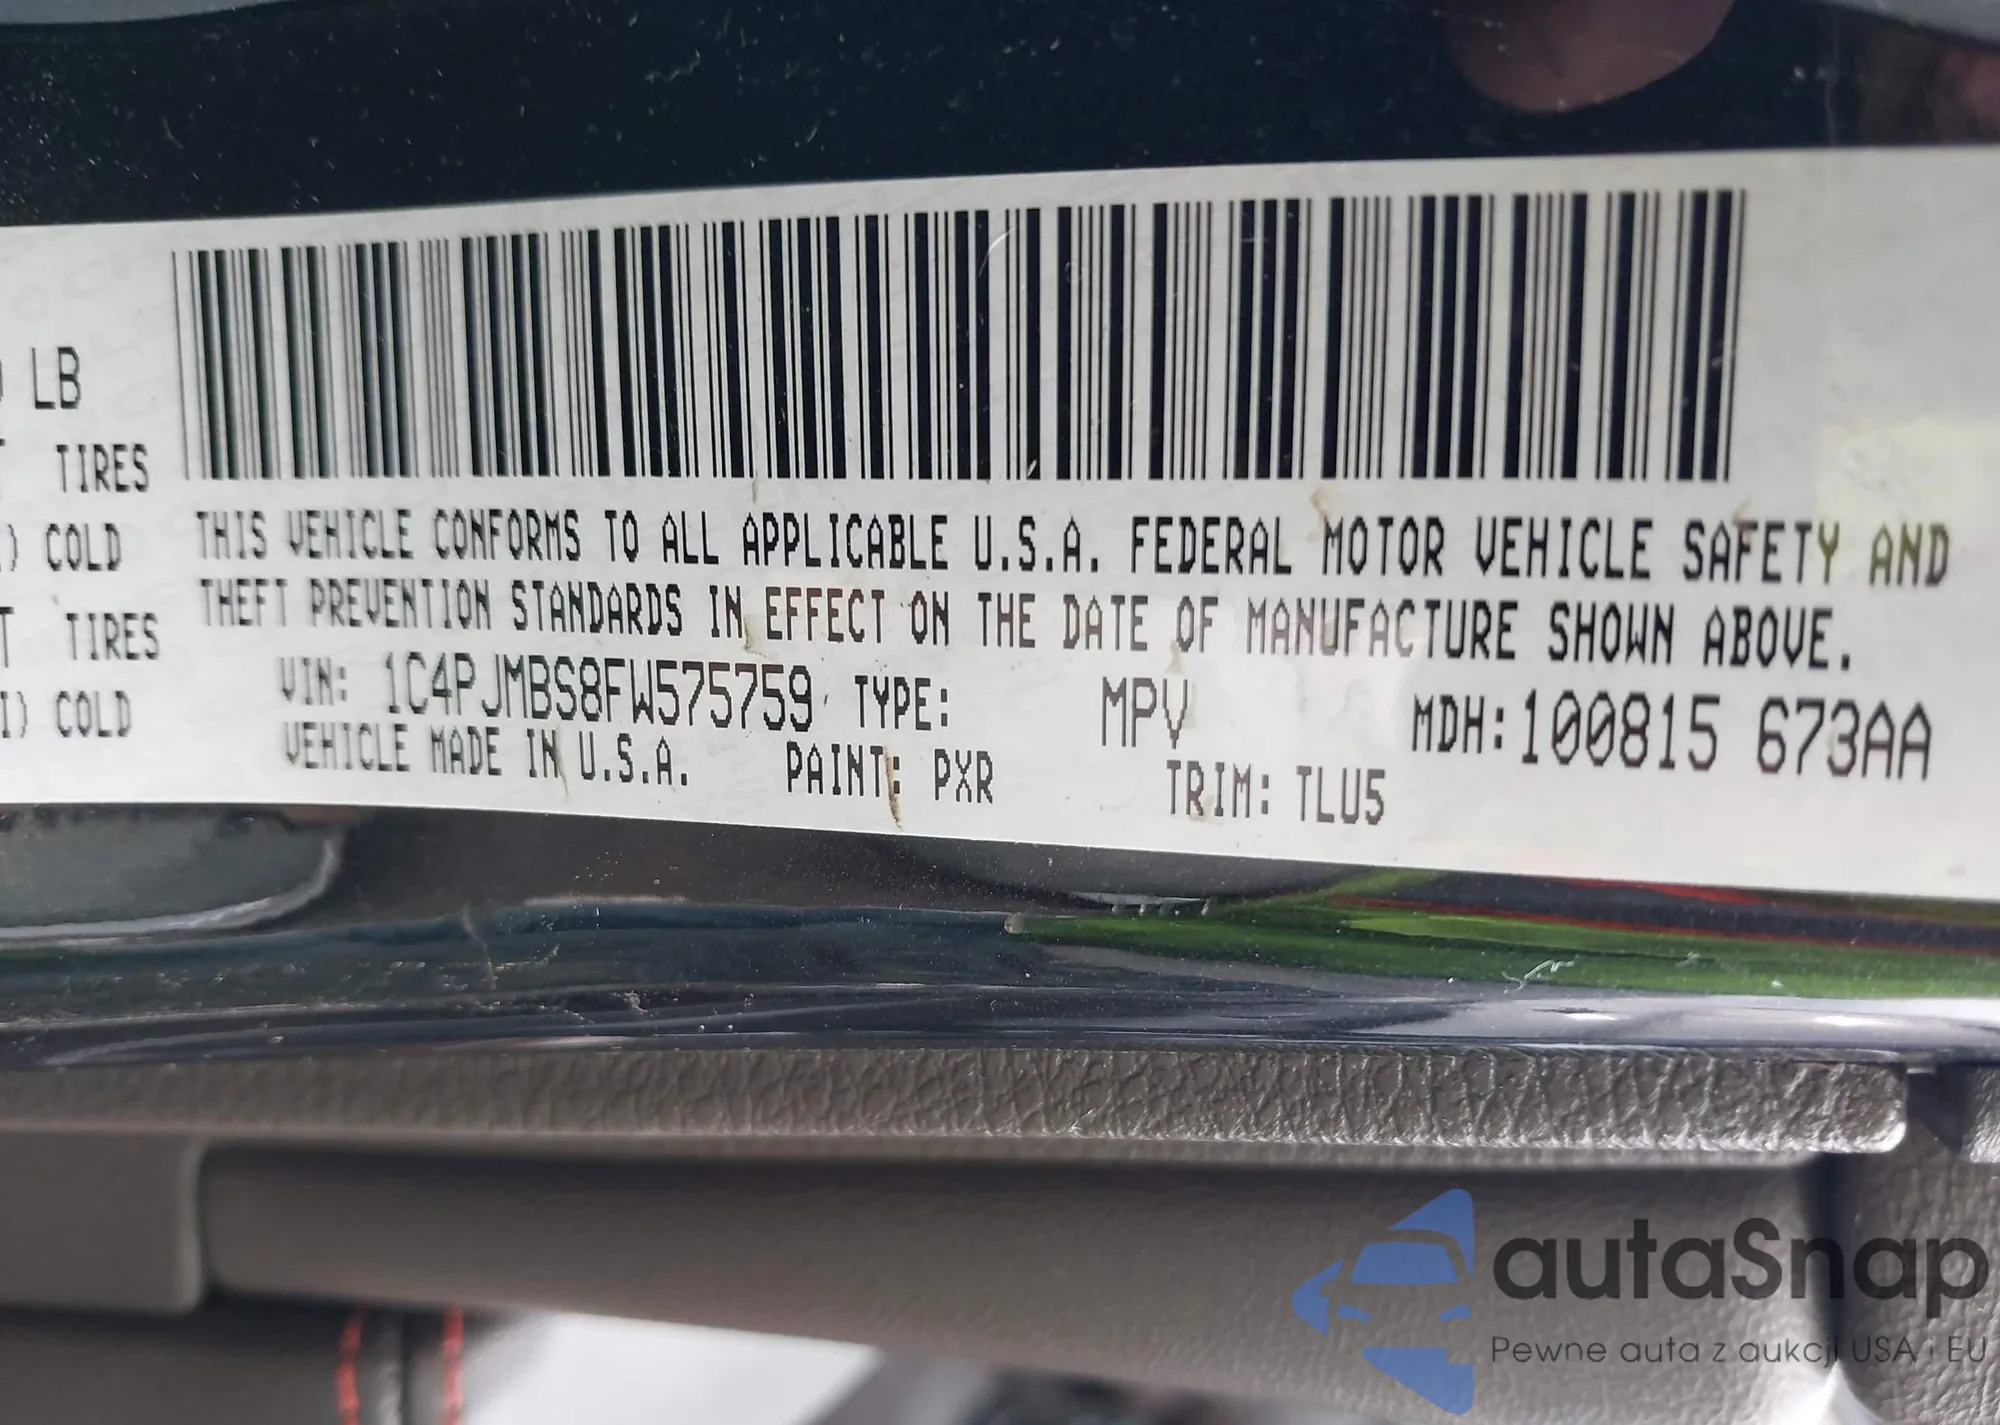 LB
TIRES
) COLD
T TIRES
I) COLD
THIS VEHICLE CONFORMS TO ALL APPLICABLE U.S.A. FEDERAL MOTOR VEHICLE SAFETY AND
THEFT PREVENTION STANDARDS IN EFFECT ON THE DATE OF MANUFACTURE SHOWN ABOVE.
VIN: 1C4PJMBS8FW575759 TYPE: MPV MDH:100815 673AA
VEHICLE MADE IN U.S.A. PAINT: PXR TRIM: TLU5
autaSnap
Pewne auta z aukcji USA i EU